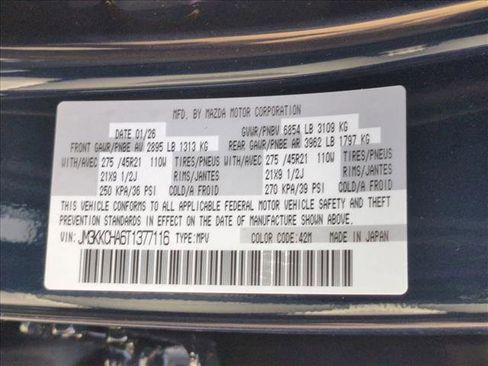 MFD. BY MAZDA MOTOR CORPORATION
DATE 01/26 GVWR/PNBV 6854 LB 3109 KG
FRONT GAWR/PNBE AV 2895 LB 1313 KG REAR GAWR/PNBE AR 3962 LB 1797 KG
WITH/AVEC 275 /45R21 110W TIRES/PNEUS WITH/AVEC 275 /45R21 110W TIRES/PNEUS
21X9 1/2J RIMS/JANTES 21X9 1/2J RIMS/JANTES
250 KPA/36 PSI COLD/A FROID 270 KPA/39 PSI COLD/A FROID
THIS VEHICLE CONFORMS TO ALL APPLICABLE FEDERAL MOTOR VEHICLE SAFETY AND THEFT
PREVENTION STANDARDS IN EFFECT ON THE DATE OF MANUFACTURE SHOWN ABOVE.
VIN: JM3KKCHA6T1377116 TYPE:MPV COLOR CODE:42M MADE IN JAPAN